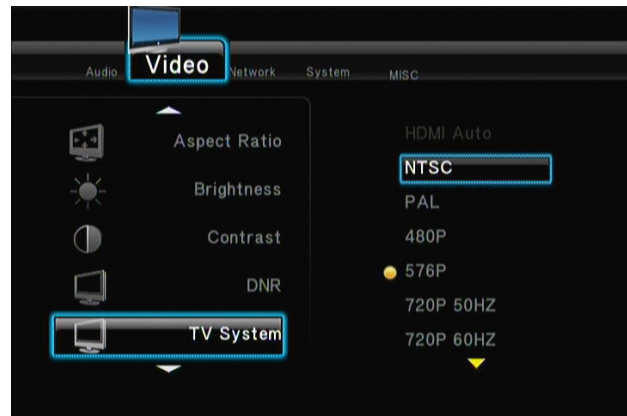 Audio
Video
Network
System
MISC
Aspect Ratio
Brightness
Contrast
DNR
TV System
HDMI Auto
NTSC
PAL
480P
576P
720P 50HZ
720P 60HZ